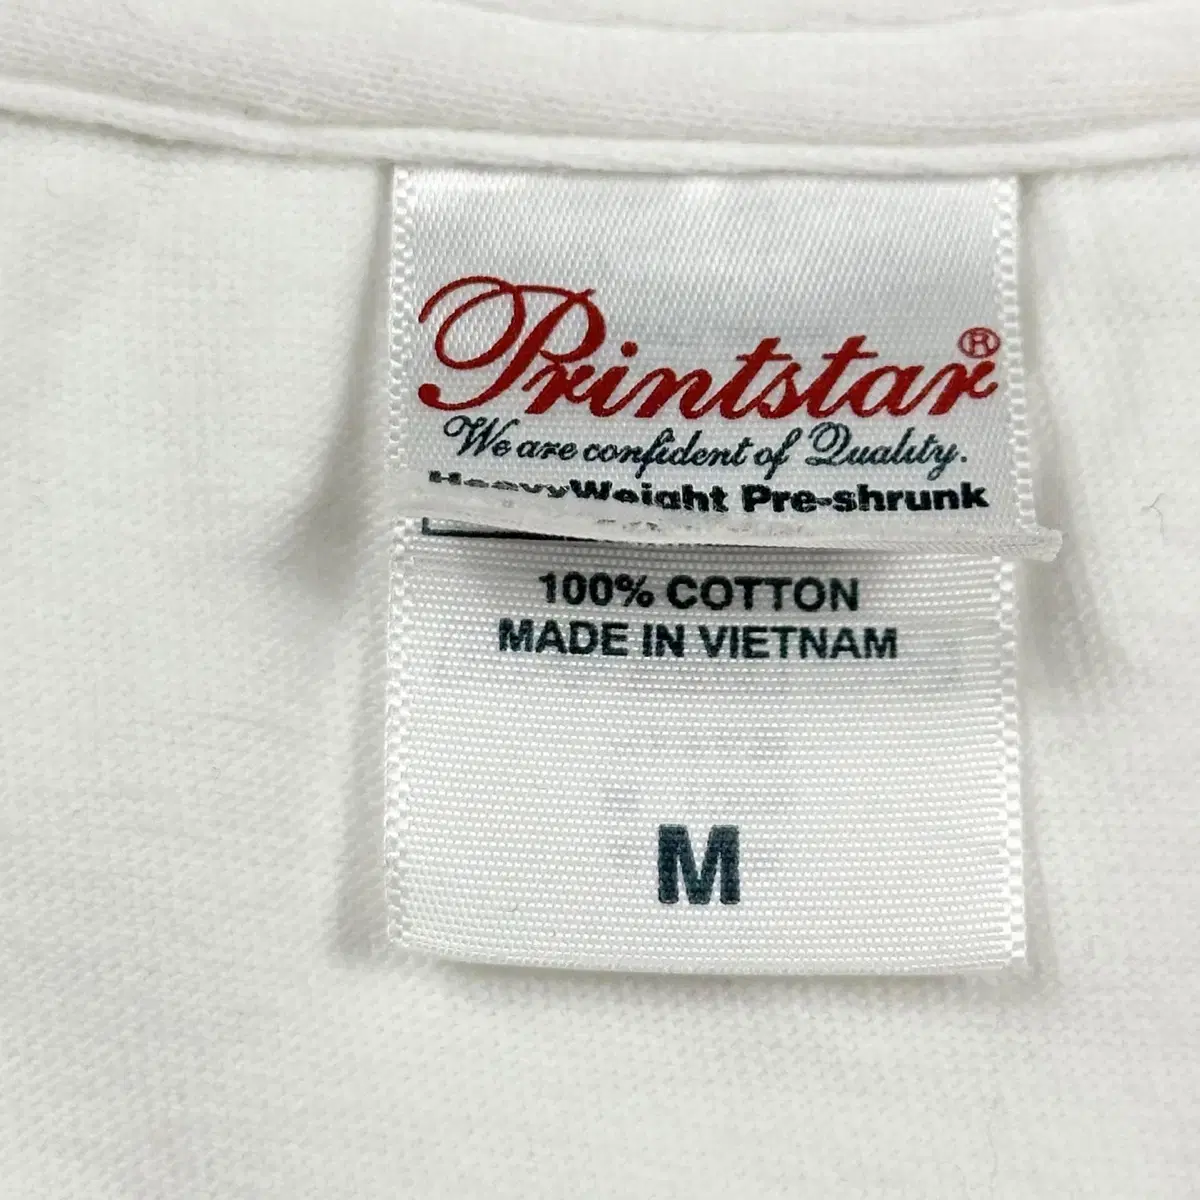 Printstar®
We are confident of Quality.
HeavyWeight Pre-shrunk
100% COTTON
MADE IN VIETNAM
M